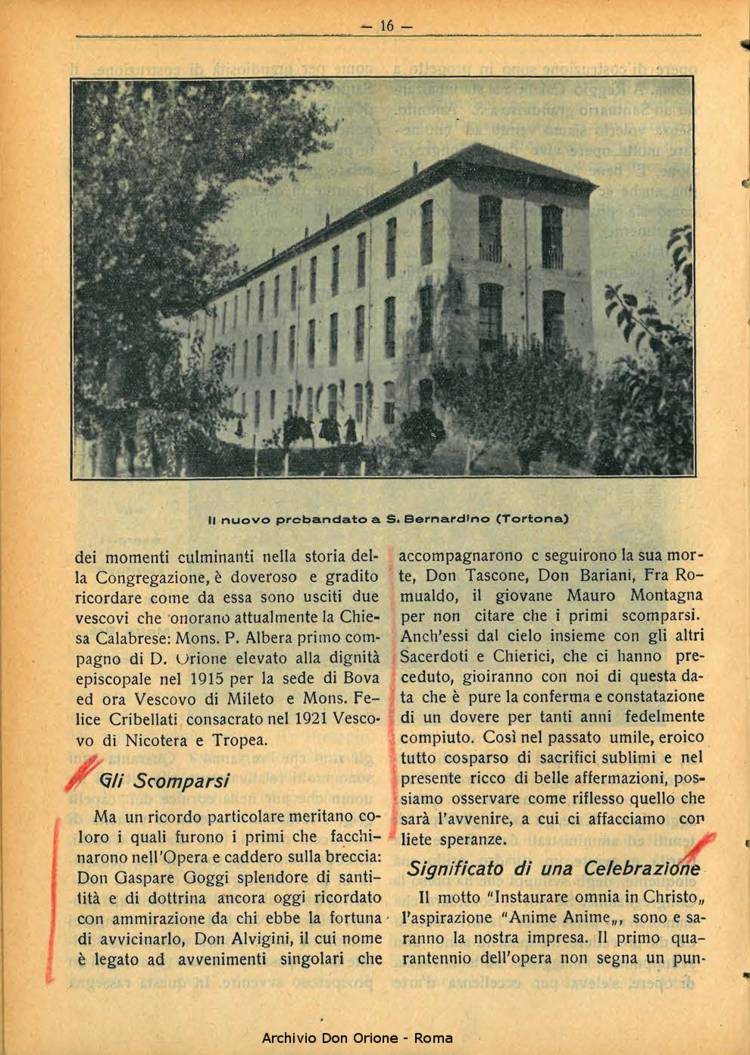 — 16 —
Il nuovo probandato a S. Bernardino (Tortona)
dei momenti culminanti nella storia del-
la Congregazione, è doveroso e gradito
ricordare come da essa sono usciti due
vescovi che onorano attualmente la Chie-
sa Calabrese: Mons. P. Albera primo com-
pagno di D. Orione elevato alla dignità
episcopale nel 1915 per la sede di Bova
ed ora Vescovo di Mileto e Mons. Fe-
lice Cribellati consacrato nel 1921 Vesco-
vo di Nicotera e Tropea.
Gli Scomparsi
Ma un ricordo particolare meritano co-
loro i quali furono i primi che facchi-
narono nell'Opera e caddero sulla breccia:
Don Gaspare Goggi splendore di santi-
tità e di dottrina ancora oggi ricordato
con ammirazione da chi ebbe la fortuna
di avvicinarlo, Don Alvigini, il cui nome
è legato ad avvenimenti singolari che
accompagnarono c seguirono la sua mor-
te, Don Tascone, Don Bariani, Fra Ro-
mualdo, il giovane Mauro Montagna
per non citare che i primi scomparsi.
Anch'essi dal cielo insieme con gli altri
Sacerdoti e Chierici, che ci hanno pre-
ceduto, gioiranno con noi di questa da-
ta che è pure la conferma e constatazione
di un dovere per tanti anni fedelmente
compiuto. Così nel passato umile, eroico
tutto cosparso di sacrifici sublimi e nel
presente ricco di belle affermazioni, pos-
siamo osservare come riflesso quello che
sarà l'avvenire, a cui ci affacciamo con
liete speranze.
Significato di una Celebrazione
Il motto "Instaurare omnia in Christo„
l'aspirazione "Anime Anime„, sono e sa-
ranno la nostra impresa. Il primo qua-
rantennio dell'opera non segna un pun-
Archivio Don Orione - Roma